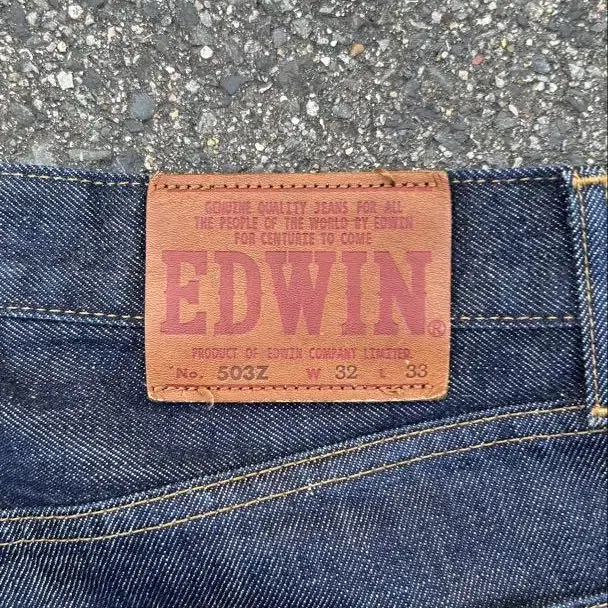 GENUINE QUALITY JEANS FOR ALL
THE PEOPLE OF THE WORLD BY EDWIN
FOR CENTURIE TO COME
EDWIN®
PRODUCT OF EDWIN COMPANY LIMITED
No. 503Z W 32 L 33